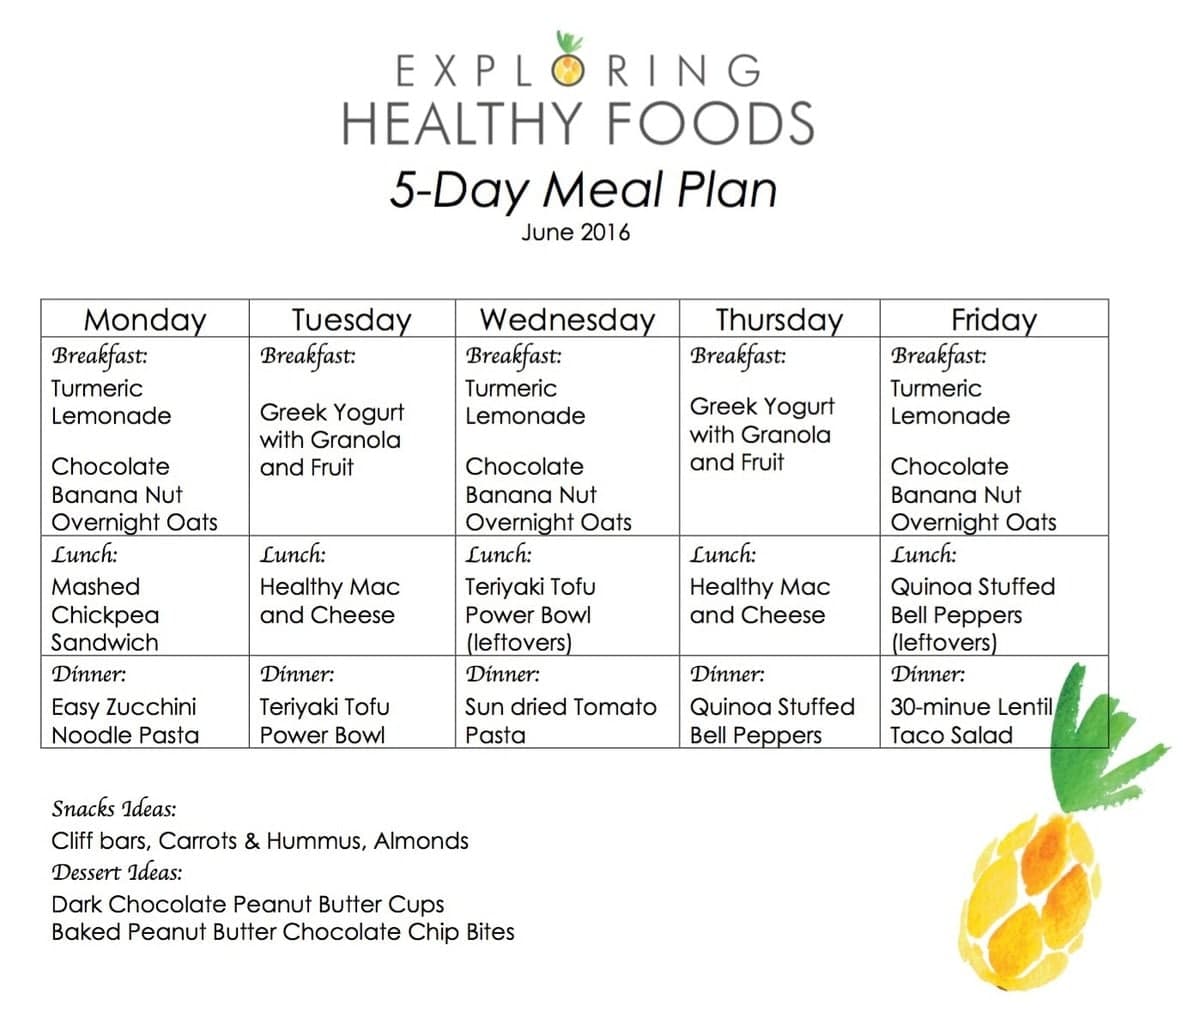 EXPLORING
HEALTHY FOODS
5-Day Meal Plan
June 2016
Monday
Tuesday
Wednesday
Thursday
Friday
Breakfast:
Turmeric
Lemonade
Chocolate
Banana Nut
Overnight Oats
Breakfast:
Greek Yogurt
with Granola
and Fruit
Breakfast:
Turmeric
Lemonade
Chocolate
Banana Nut
Overnight Oats
Breakfast:
Greek Yogurt
with Granola
and Fruit
Breakfast:
Turmeric
Lemonade
Chocolate
Banana Nut
Overnight Oats
Lunch:
Mashed
Chickpea
Sandwich
Lunch:
Healthy Mac
and Cheese
Lunch:
Teriyaki Tofu
Power Bowl
(leftovers)
Lunch:
Healthy Mac
and Cheese
Lunch:
Quinoa Stuffed
Bell Peppers
(leftovers)
Dinner:
Easy Zucchini
Noodle Pasta
Dinner:
Teriyaki Tofu
Power Bowl
Dinner:
Sun dried Tomato
Pasta
Dinner:
Quinoa Stuffed
Bell Peppers
Dinner:
30-minue Lentil
Taco Salad
Snacks Ideas:
Cliff bars, Carrots & Hummus, Almonds
Dessert Ideas:
Dark Chocolate Peanut Butter Cups
Baked Peanut Butter Chocolate Chip Bites